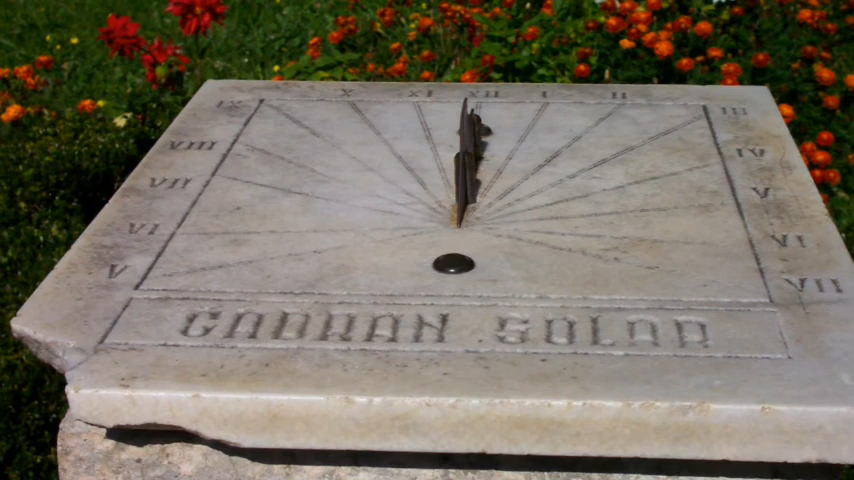 IX X XI XII I II III
VIII IV
VII V
VI VI
V VII
CADRAN SOLAR